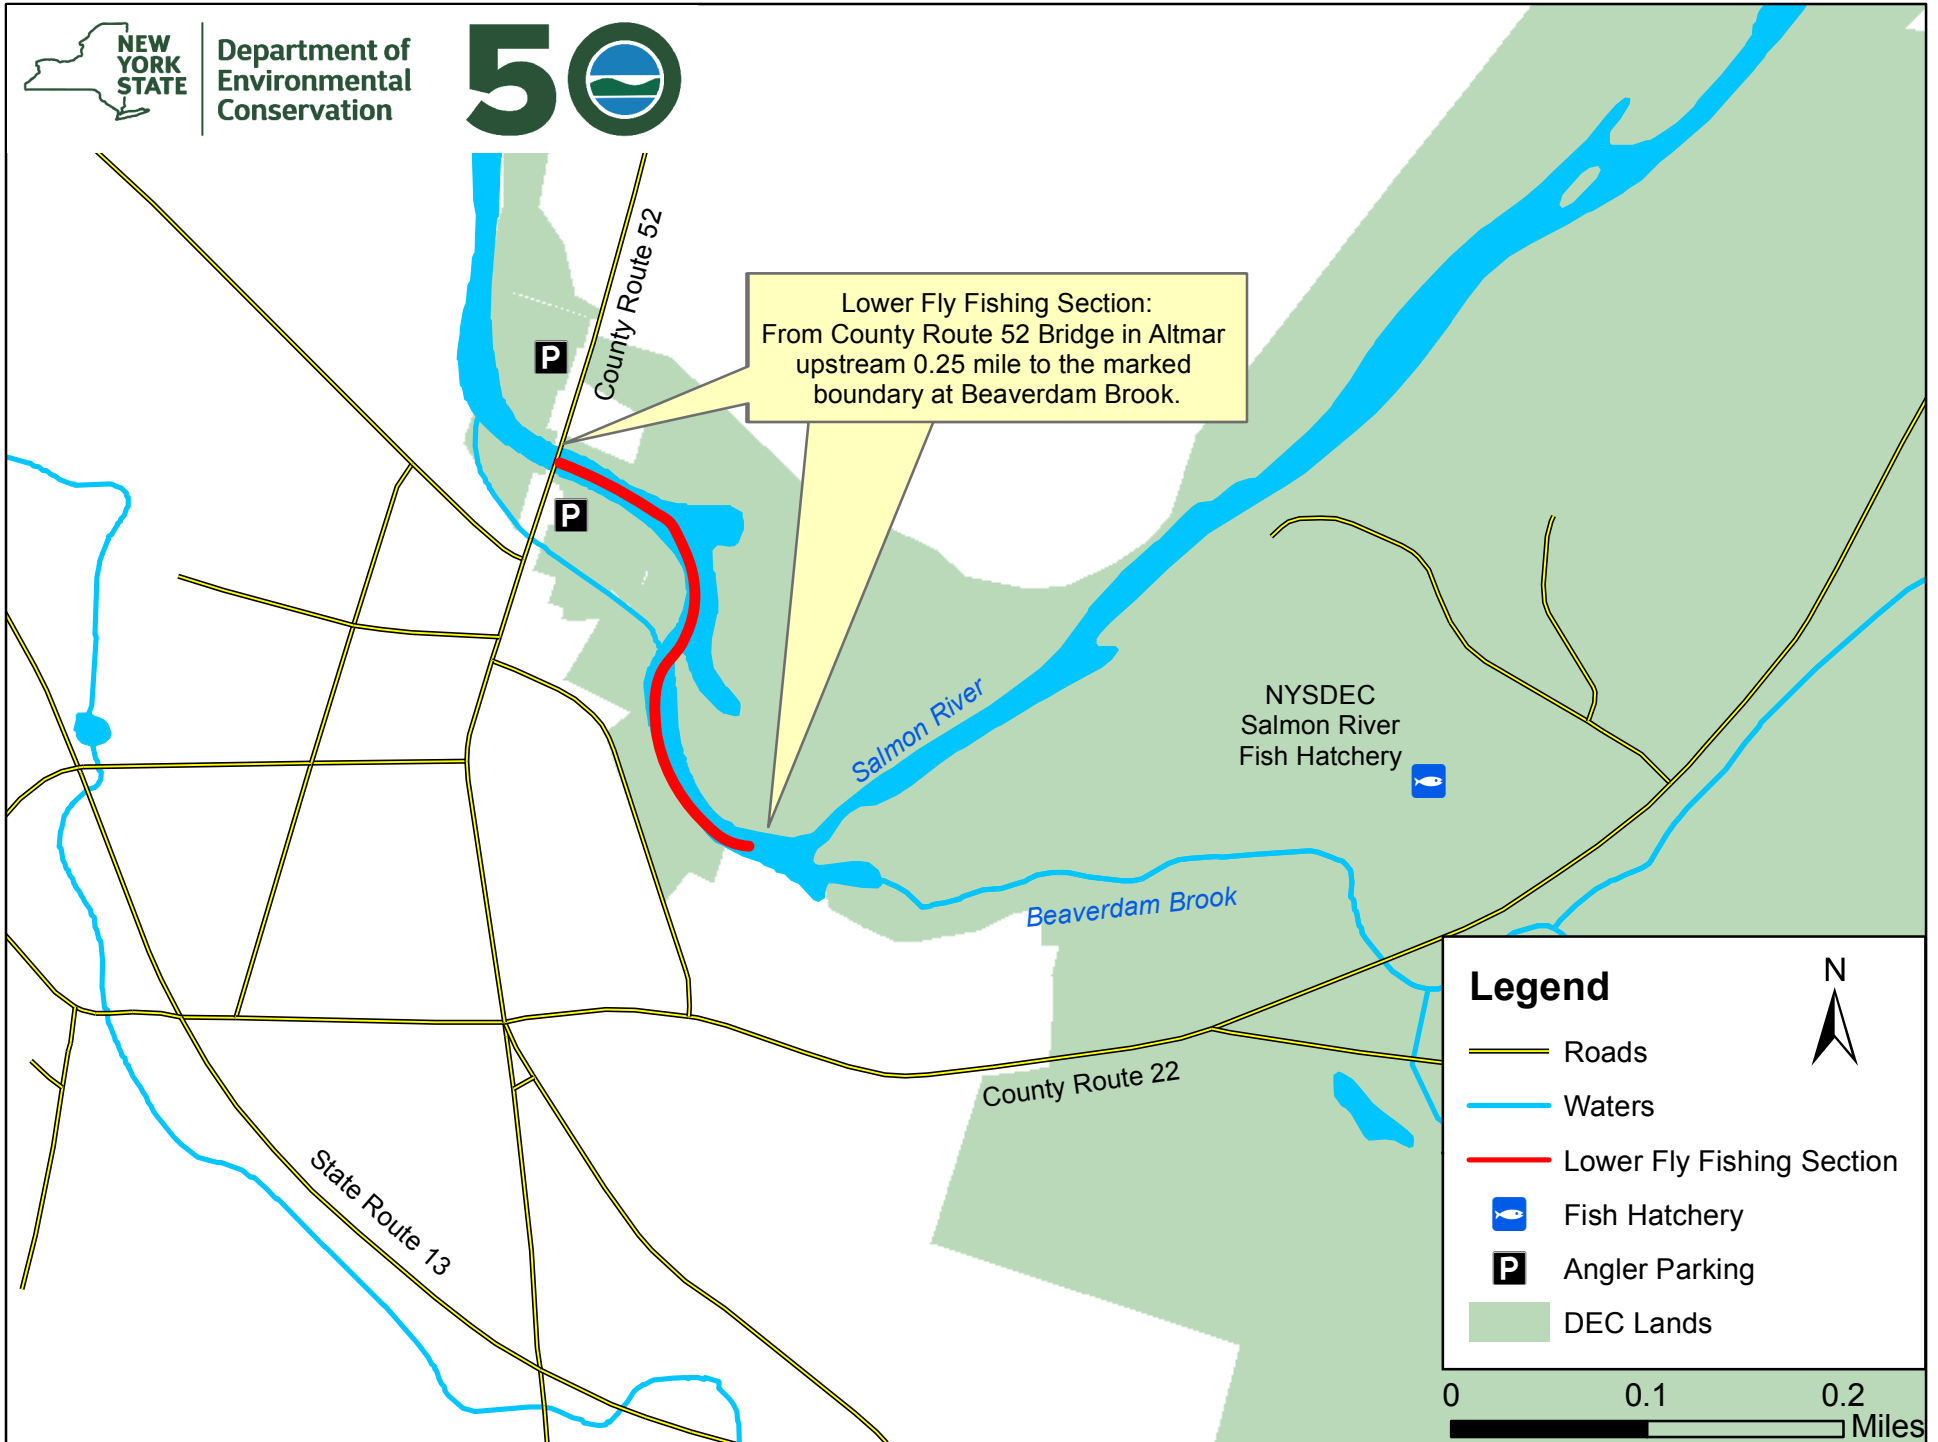 NEW
YORK
STATE
Department of
Environmental
Conservation
50
County Route 52
P
Lower Fly Fishing Section:
From County Route 52 Bridge in Altmar
upstream 0.25 mile to the marked
boundary at Beaverdam Brook.
P
Salmon River
NYSDEC
Salmon River
Fish Hatchery
Beaverdam Brook
County Route 22
State Route 13
Legend
N
Roads
Waters
Lower Fly Fishing Section
Fish Hatchery
P Angler Parking
DEC Lands
0 0.1 0.2
Miles